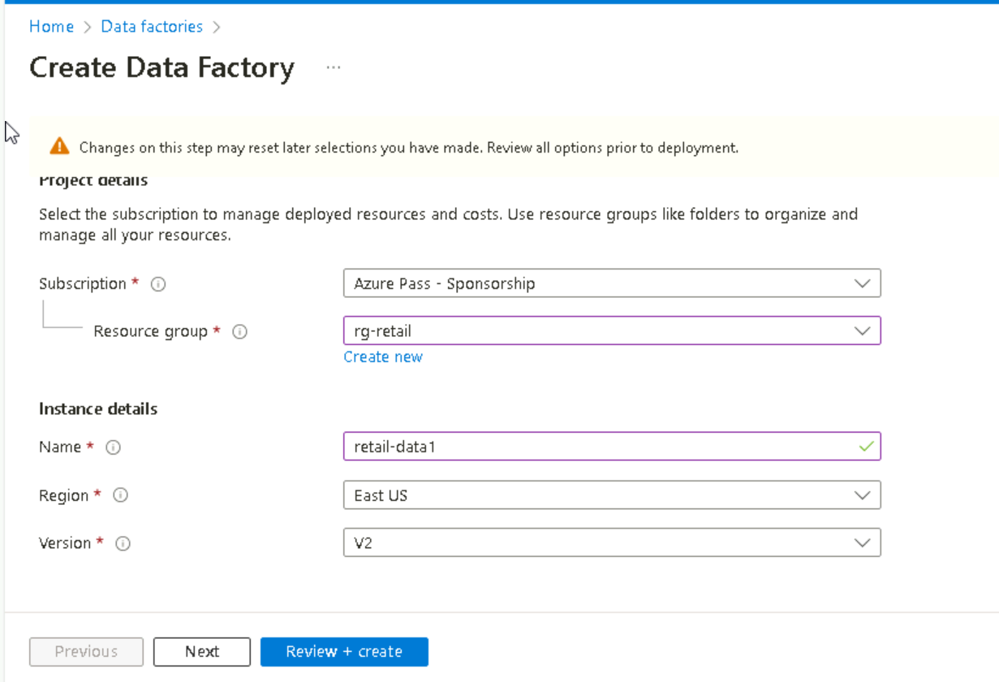 Home > Data factories >
Create Data Factory ...
Changes on this step may reset later selections you have made. Review all options prior to deployment.
Project details
Select the subscription to manage deployed resources and costs. Use resource groups like folders to organize and
manage all your resources.
Subscription * Azure Pass - Sponsorship
Resource group * rg-retail
Create new
Instance details
Name * retail-data1
Region * East US
Version * V2
Previous Next Review + create